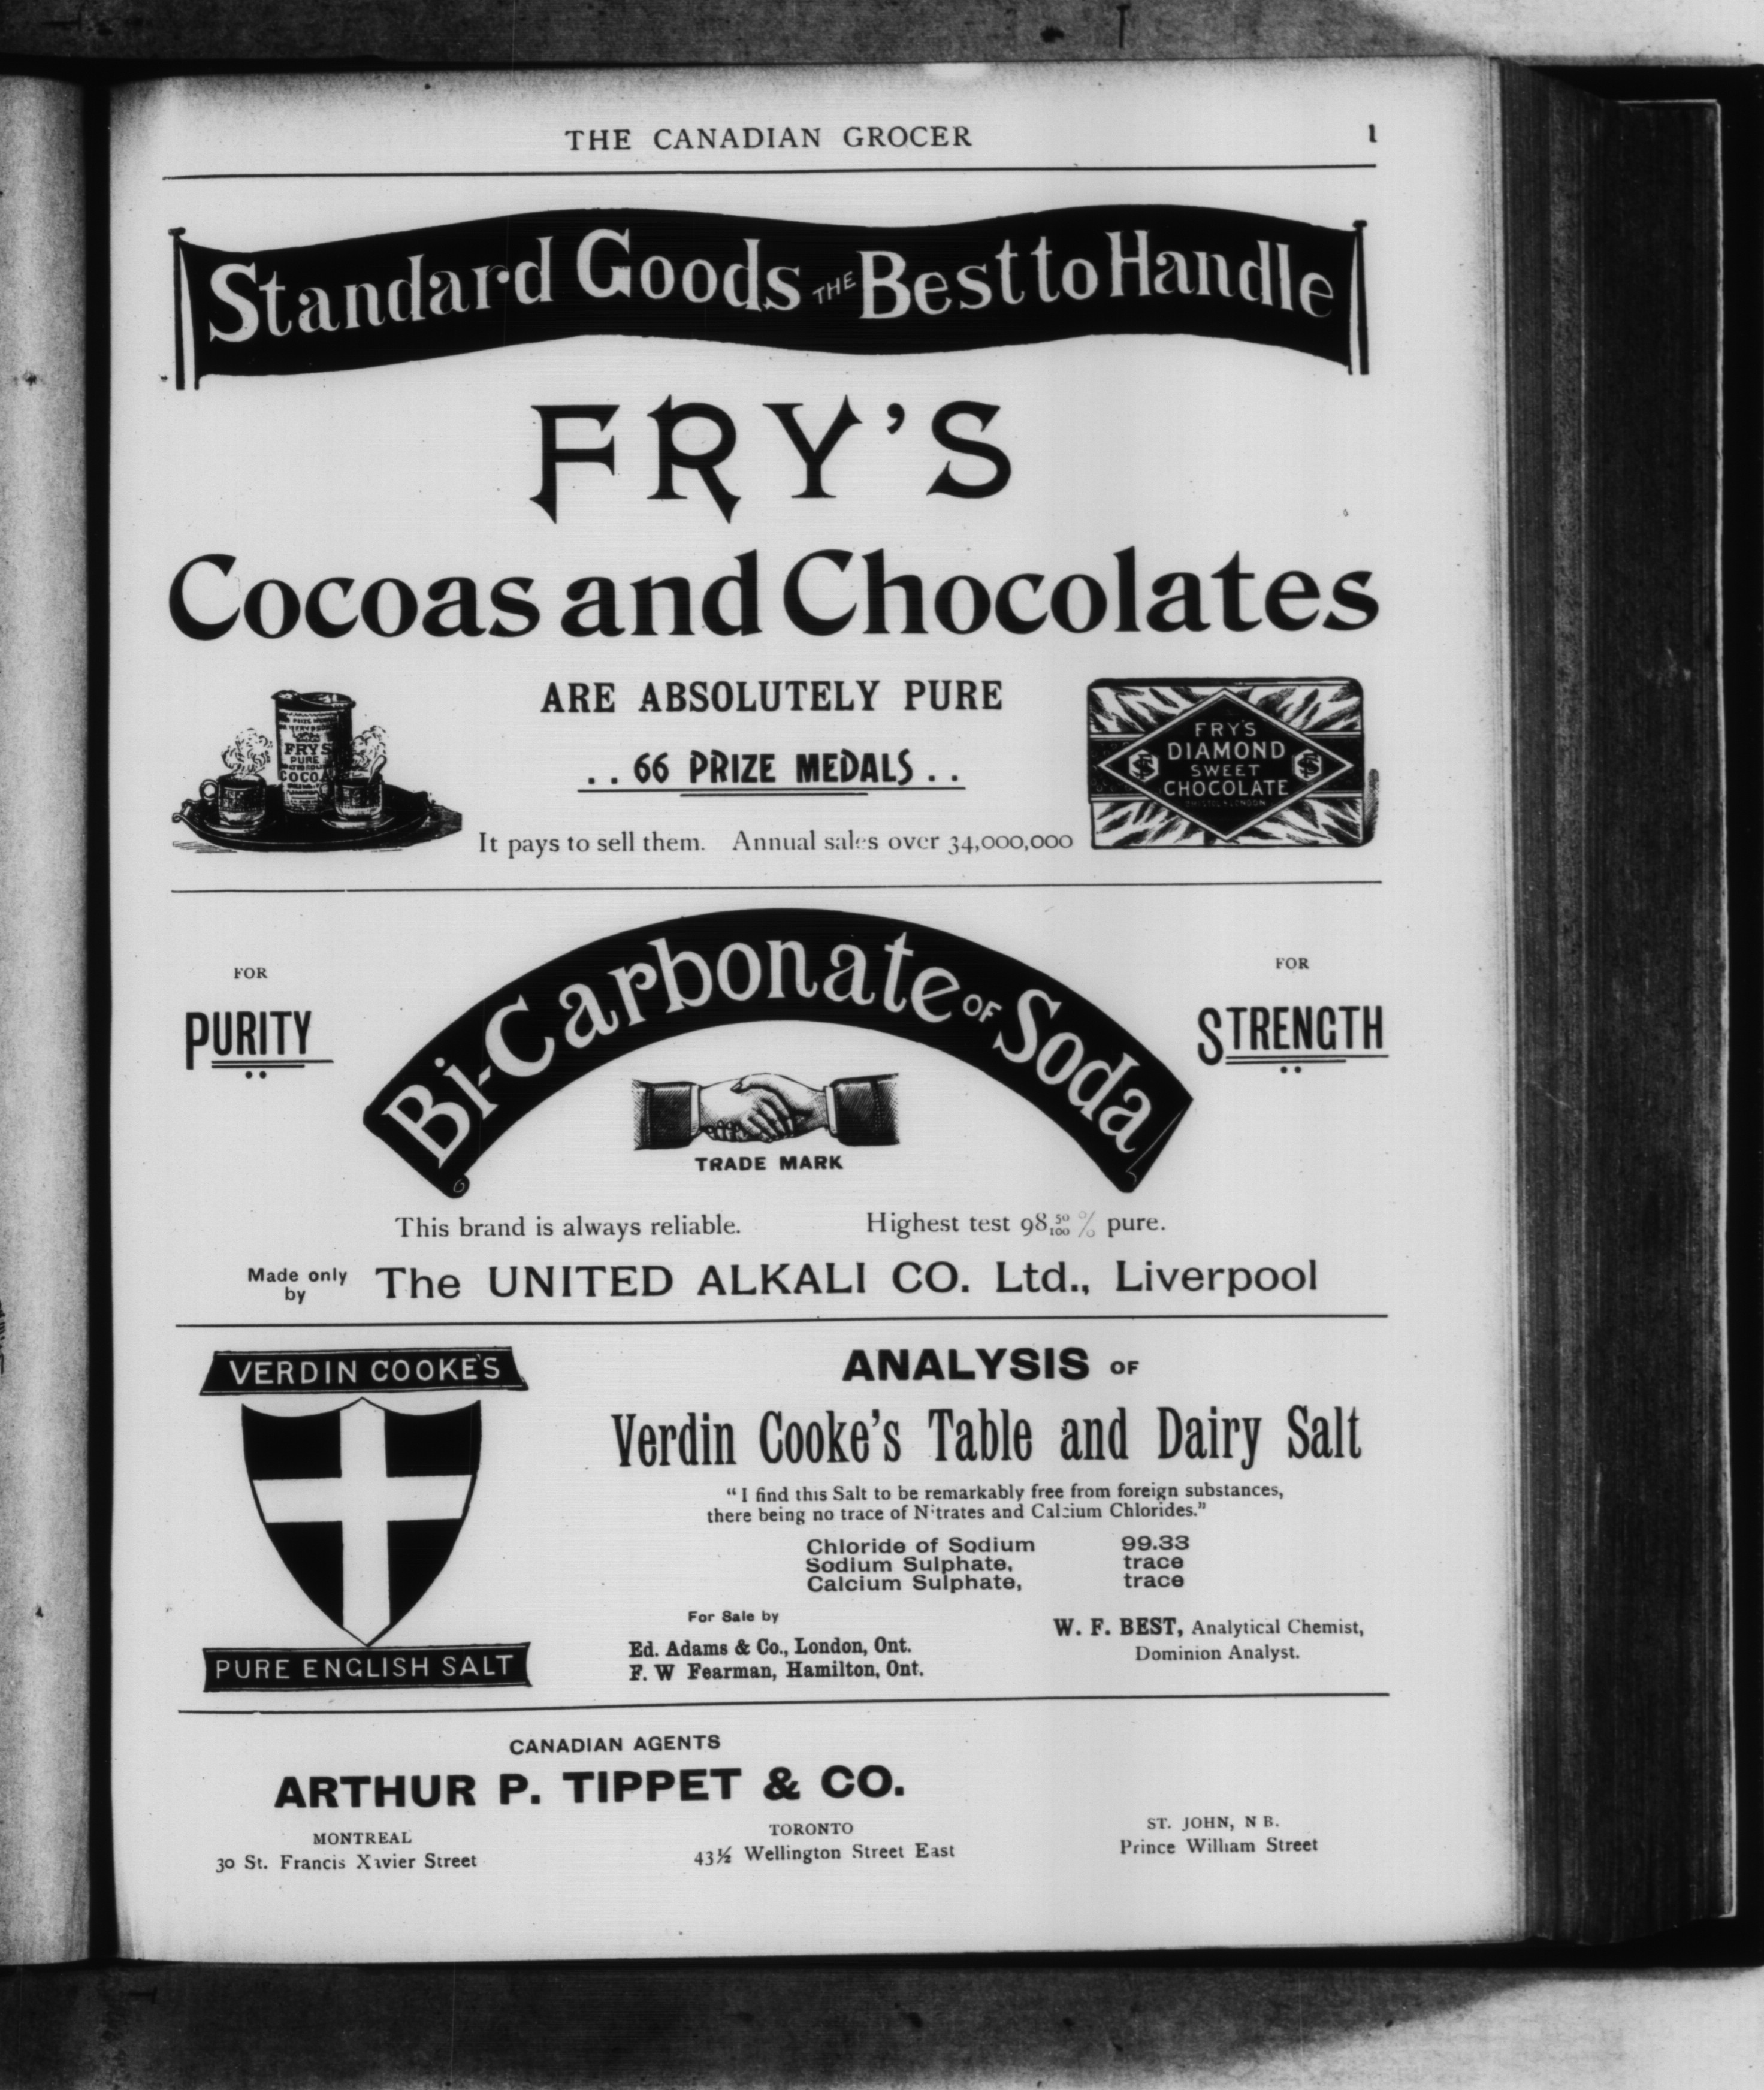 THE CANADIAN GROCER 1
Standard Goods THE Best to Handle
FRY'S
Cocoas and Chocolates
ARE ABSOLUTELY PURE
. . 66 PRIZE MEDALS . .
It pays to sell them. Annual sales over 34,000,000
FRY'S
PURE
COCOA
FRY'S
DIAMOND
SWEET
CHOCOLATE
FOR
PURITY
Bi-Carbonate OF Soda
FOR
STRENGTH
TRADE MARK
This brand is always reliable. Highest test 98 50/100 % pure.
Made only by The UNITED ALKALI CO. Ltd., Liverpool
VERDIN COOKE'S
PURE ENGLISH SALT
ANALYSIS OF
Verdin Cooke's Table and Dairy Salt
"I find this Salt to be remarkably free from foreign substances,
there being no trace of Nitrates and Calcium Chlorides."
Chloride of Sodium 99.33
Sodium Sulphate, trace
Calcium Sulphate, trace
For Sale by
Ed. Adams & Co., London, Ont.
F. W Fearman, Hamilton, Ont.
W. F. BEST, Analytical Chemist,
Dominion Analyst.
CANADIAN AGENTS
ARTHUR P. TIPPET & CO.
MONTREAL
30 St. Francis Xavier Street
TORONTO
43½ Wellington Street East
ST. JOHN, N B.
Prince William Street